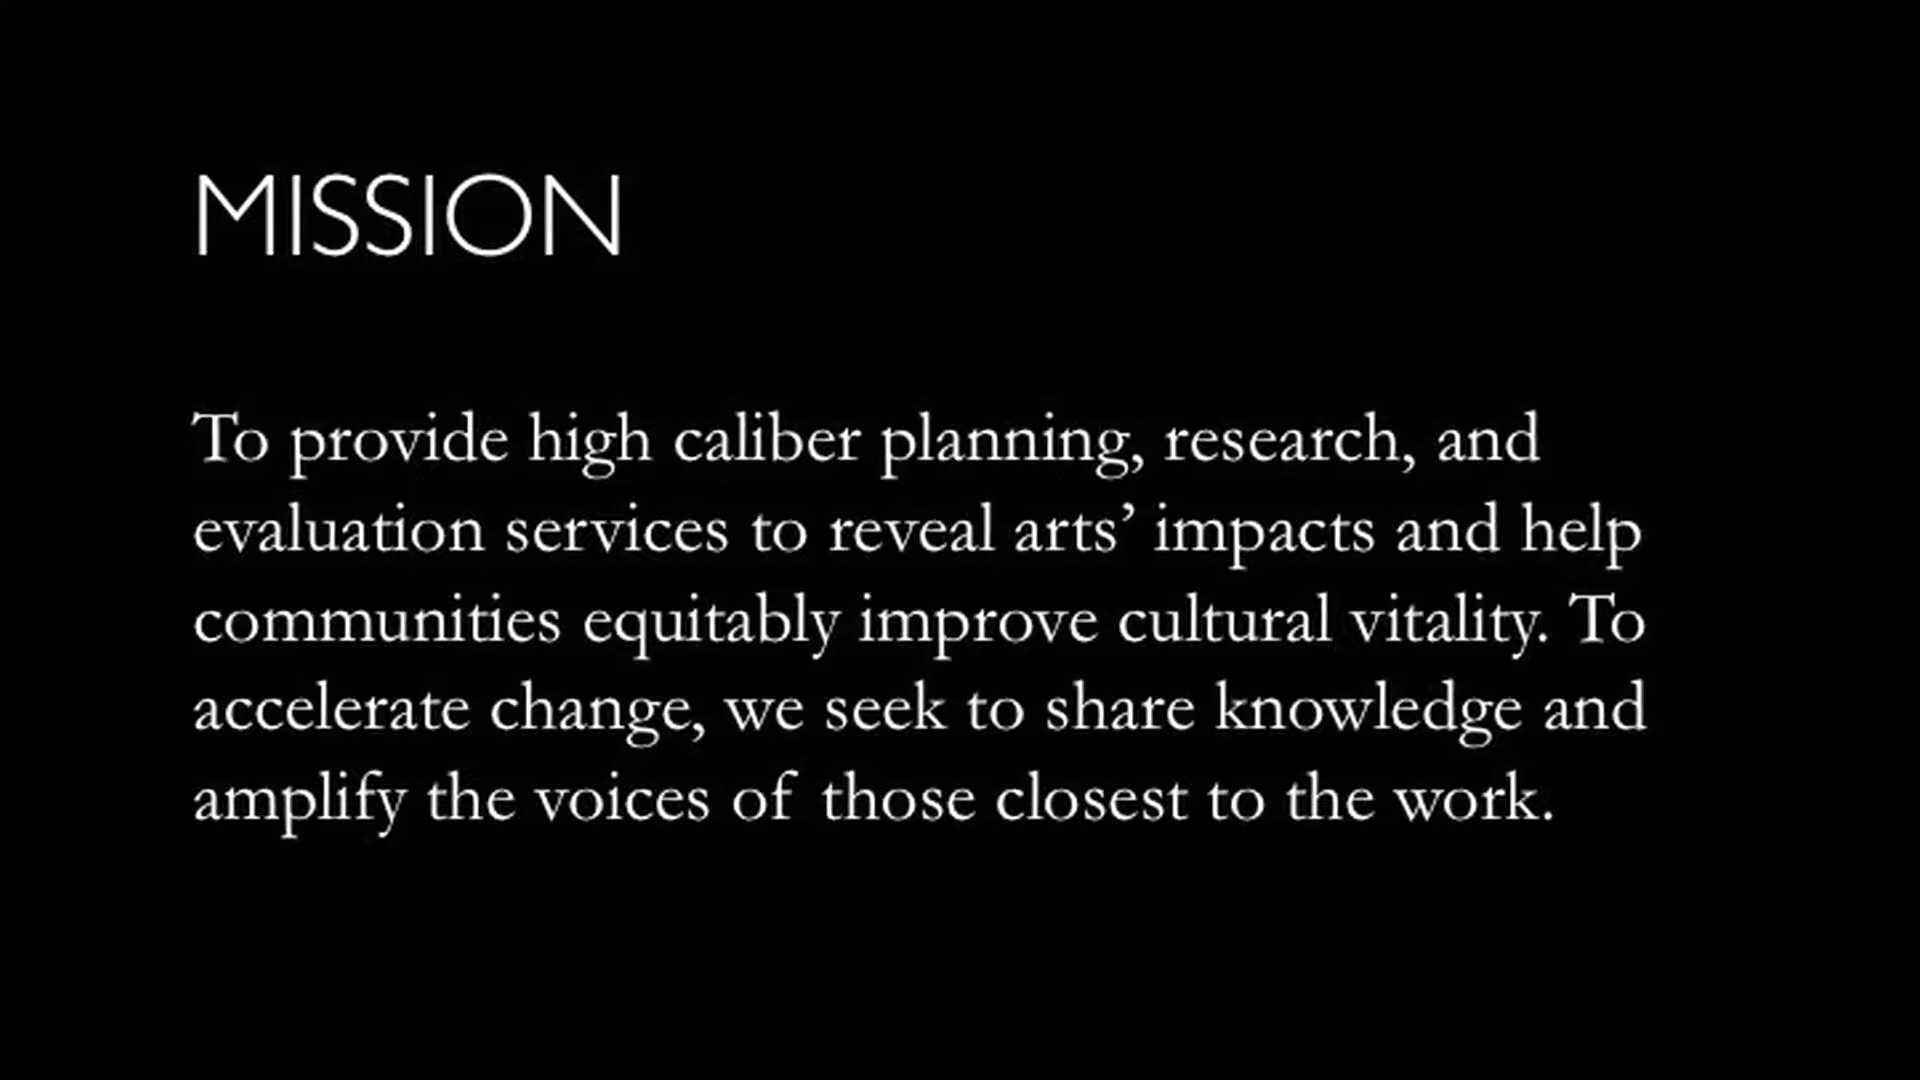 MISSION
To provide high caliber planning, research, and
evaluation services to reveal arts’ impacts and help
communities equitably improve cultural vitality. To
accelerate change, we seek to share knowledge and
amplify the voices of those closest to the work.